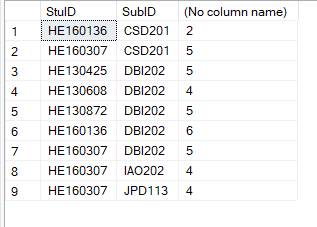 StuID SubID (No column name)
1 HE160136 CSD201 2
2 HE160307 CSD201 5
3 HE130425 DBI202 5
4 HE130608 DBI202 4
5 HE130872 DBI202 5
6 HE160136 DBI202 6
7 HE160307 DBI202 5
8 HE160307 IAO202 4
9 HE160307 JPD113 4